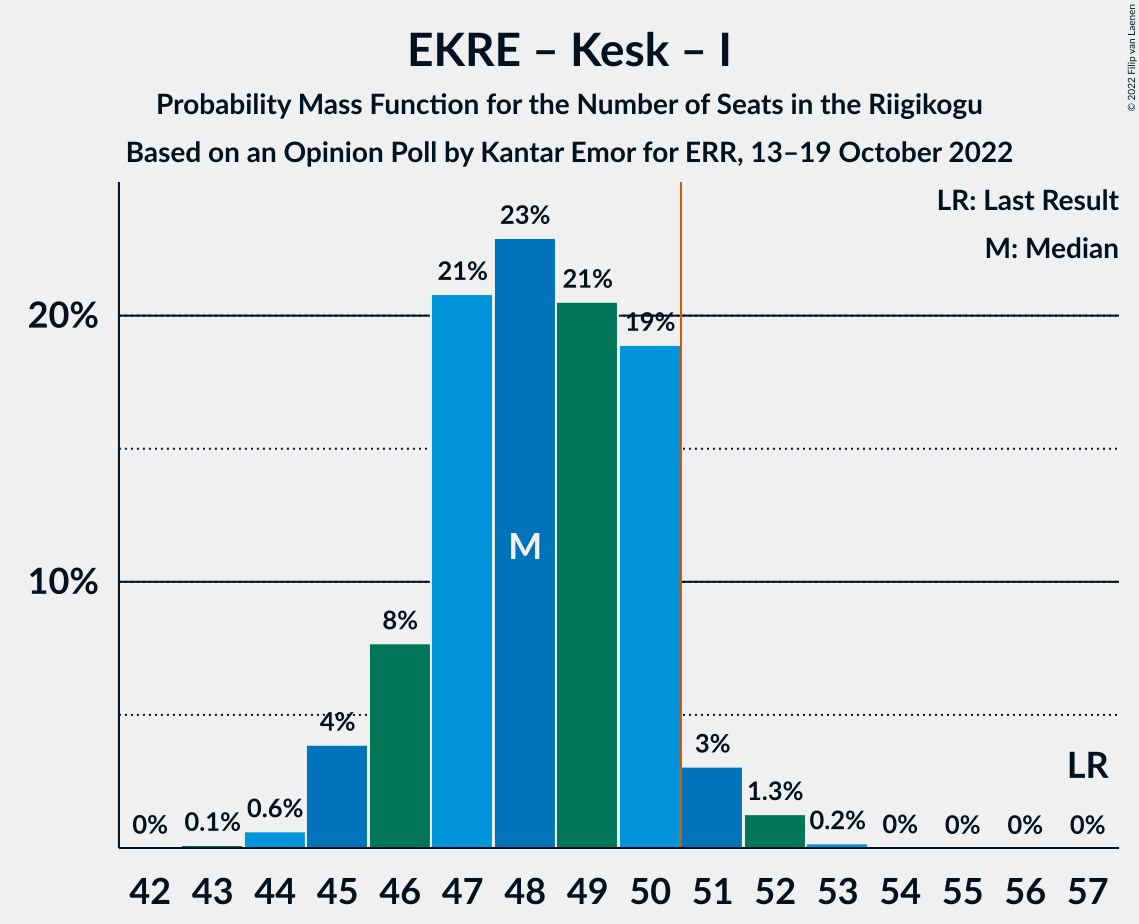 EKRE – Kesk – I
Probability Mass Function for the Number of Seats in the Riigikogu
Based on an Opinion Poll by Kantar Emor for ERR, 13–19 October 2022
© 2022 Filip van Laenen
LR: Last Result
M: Median
20%
10%
0% 0.1% 0.6% 4% 8% 21% 23% 21% 19% 3% 1.3% 0.2% 0% 0% 0% 0%
M
LR
42 43 44 45 46 47 48 49 50 51 52 53 54 55 56 57